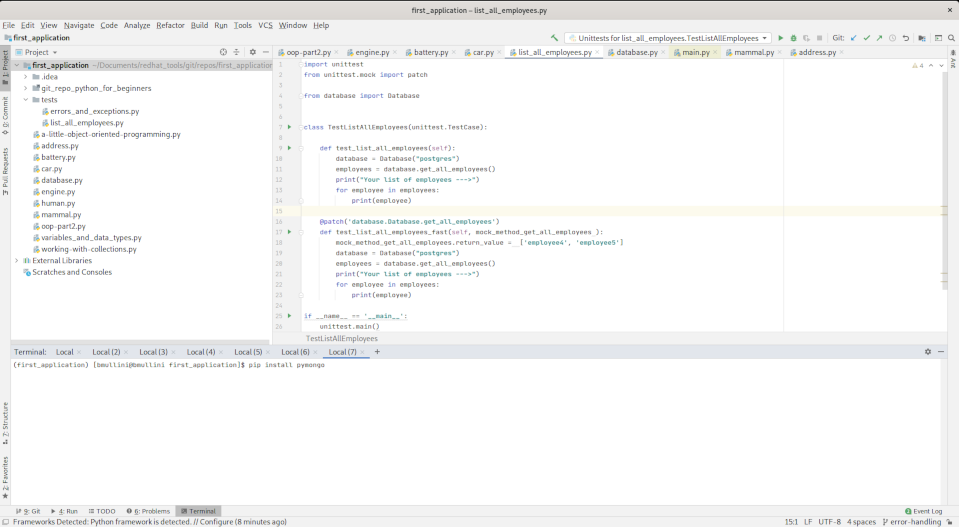 first_application – list_all_employees.py
File Edit View Navigate Code Analyze Refactor Build Run Tools VCS Window Help
first_application
Unittests for list_all_employees.TestListAllEmployees
Git:
Project
oop-part2.py engine.py battery.py car.py list_all_employees.py database.py main.py mammal.py address.py
first_application ~/Documents/redhat_tools/git/repos/first_application
.idea
git_repo_python_for_beginners
tests
errors_and_exceptions.py
list_all_employees.py
a-little-object-oriented-programming.py
address.py
battery.py
car.py
database.py
engine.py
human.py
mammal.py
oop-part2.py
variables_and_data_types.py
working-with-collections.py
External Libraries
Scratches and Consoles
1: Project
0: Commit
Pull Requests
7: Structure
2: Favorites
Ant
4
1 import unittest
2 from unittest.mock import patch
3
4 from database import Database
5
6
7 class TestListAllEmployees(unittest.TestCase):
8
9 def test_list_all_employees(self):
10 database = Database("postgres")
11 employees = database.get_all_employees()
12 print("Your list of employees --->")
13 for employee in employees:
14 print(employee)
15
16 @patch('database.Database.get_all_employees')
17 def test_list_all_employees_fast(self, mock_method_get_all_employees ):
18 mock_method_get_all_employees.return_value = ['employee4', 'employee5']
19 database = Database("postgres")
20 employees = database.get_all_employees()
21 print("Your list of employees --->")
22 for employee in employees:
23 print(employee)
24
25 if __name__ == '__main__':
26 unittest.main()
TestListAllEmployees
Terminal: Local Local (2) Local (3) Local (4) Local (5) Local (6) Local (7) +
(first_application) [bmullini@bmullini first_application]$ pip install pymongo
9: Git 4: Run TODO 6: Problems Terminal
2 Event Log
Frameworks Detected: Python framework is detected. // Configure (8 minutes ago)
15:1 LF UTF-8 4 spaces error-handling